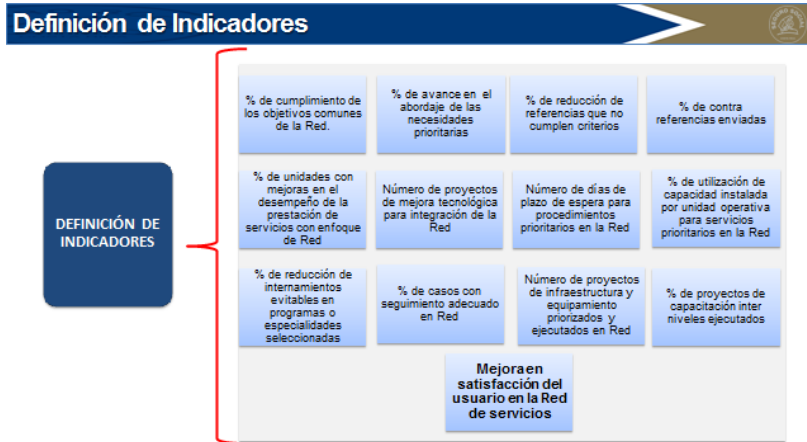 Definición de Indicadores
DEFINICIÓN DE
INDICADORES
% de cumplimiento de
los objetivos comunes
de la Red.
% de avance en el
abordaje de las
necesidades
prioritarias
% de reducción de
referencias que no
cumplen criterios
% de contra
referencias enviadas
% de unidades con
mejoras en el
desempeño de la
prestación de
servicios con enfoque
de Red
Número de proyectos
de mejora tecnológica
para integración de la
Red
Número de días de
plazo de espera para
procedimientos
prioritarios en la Red
% de utilización de
capacidad instalada
por unidad operativa
para servicios
prioritarios en la Red
% de reducción de
internamientos
evitables en
programas o
especialidades
seleccionadas
% de casos con
seguimiento adecuado
en Red
Número de proyectos
de infraestructura y
equipamiento
priorizados y
ejecutados en Red
% de proyectos de
capacitación inter
niveles ejecutados
Mejora en
satisfacción del
usuario en la Red
de servicios